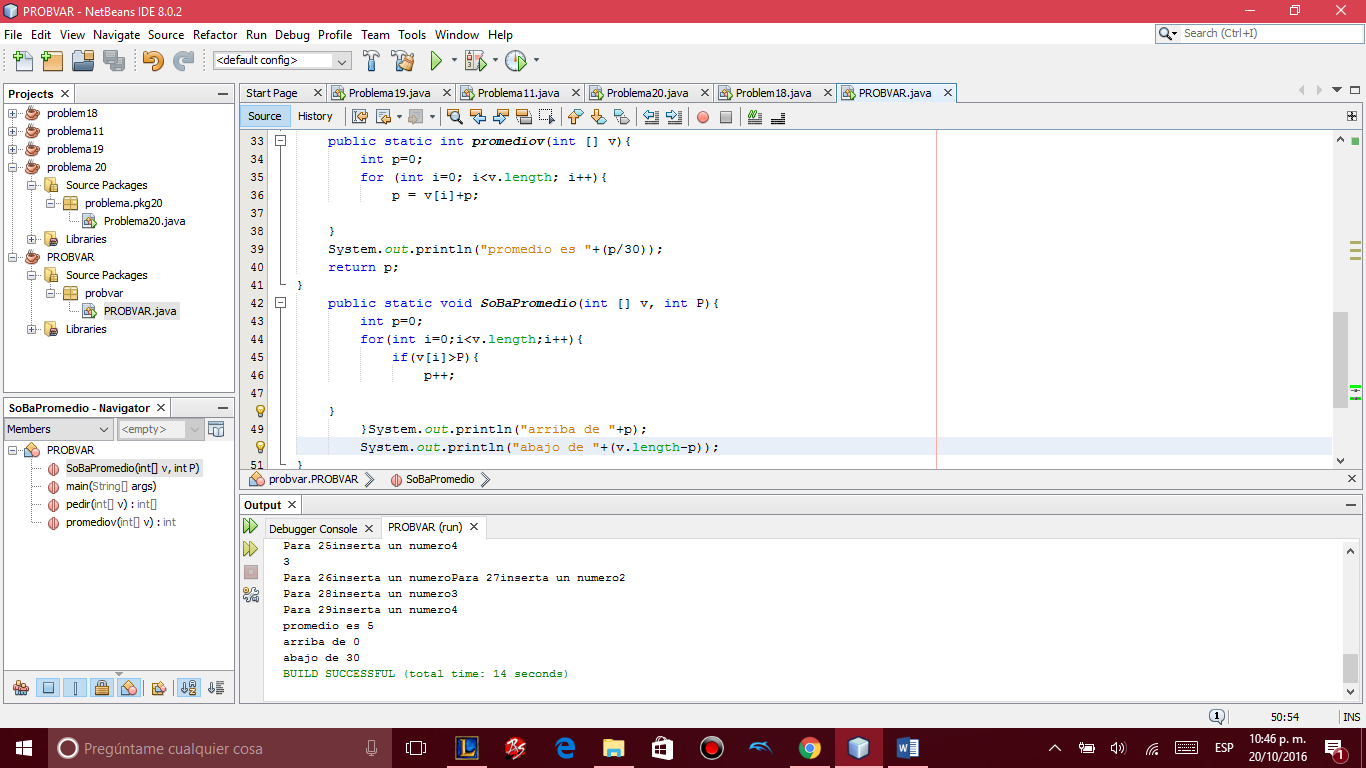 PROBVAR - NetBeans IDE 8.0.2
File Edit View Navigate Source Refactor Run Debug Profile Team Tools Window Help
Search (Ctrl+I)
<default config>
Projects
problem18
problema11
problema19
problema 20
Source Packages
problema.pkg20
Problema20.java
Libraries
PROBVAR
Source Packages
probvar
PROBVAR.java
Libraries
SoBaPromedio - Navigator
Members
<empty>
PROBVAR
SoBaPromedio(int[] v, int P)
main(String[] args)
pedir(int[] v) : int[]
promediov(int[] v) : int
Start Page Problema19.java Problema11.java Problema20.java Problem18.java PROBVAR.java
Source History
33 public static int promediov(int [] v){
34 int p=0;
35 for (int i=0; i<v.length; i++){
36 p = v[i]+p;
37
38 }
39 System.out.println("promedio es "+(p/30));
40 return p;
41 }
42 public static void SoBaPromedio(int [] v, int P){
43 int p=0;
44 for(int i=0;i<v.length;i++){
45 if(v[i]>P){
46 p++;
47
}
49 }System.out.println("arriba de "+p);
System.out.println("abajo de "+(v.length-p));
51 }
probvar.PROBVAR SoBaPromedio
Output
Debugger Console PROBVAR (run)
Para 25inserta un numero4
3
Para 26inserta un numeroPara 27inserta un numero2
Para 28inserta un numero3
Para 29inserta un numero4
promedio es 5
arriba de 0
abajo de 30
BUILD SUCCESSFUL (total time: 14 seconds)
1 50:54 INS
Pregúntame cualquier cosa
ESP
10:46 p. m.
20/10/2016
1